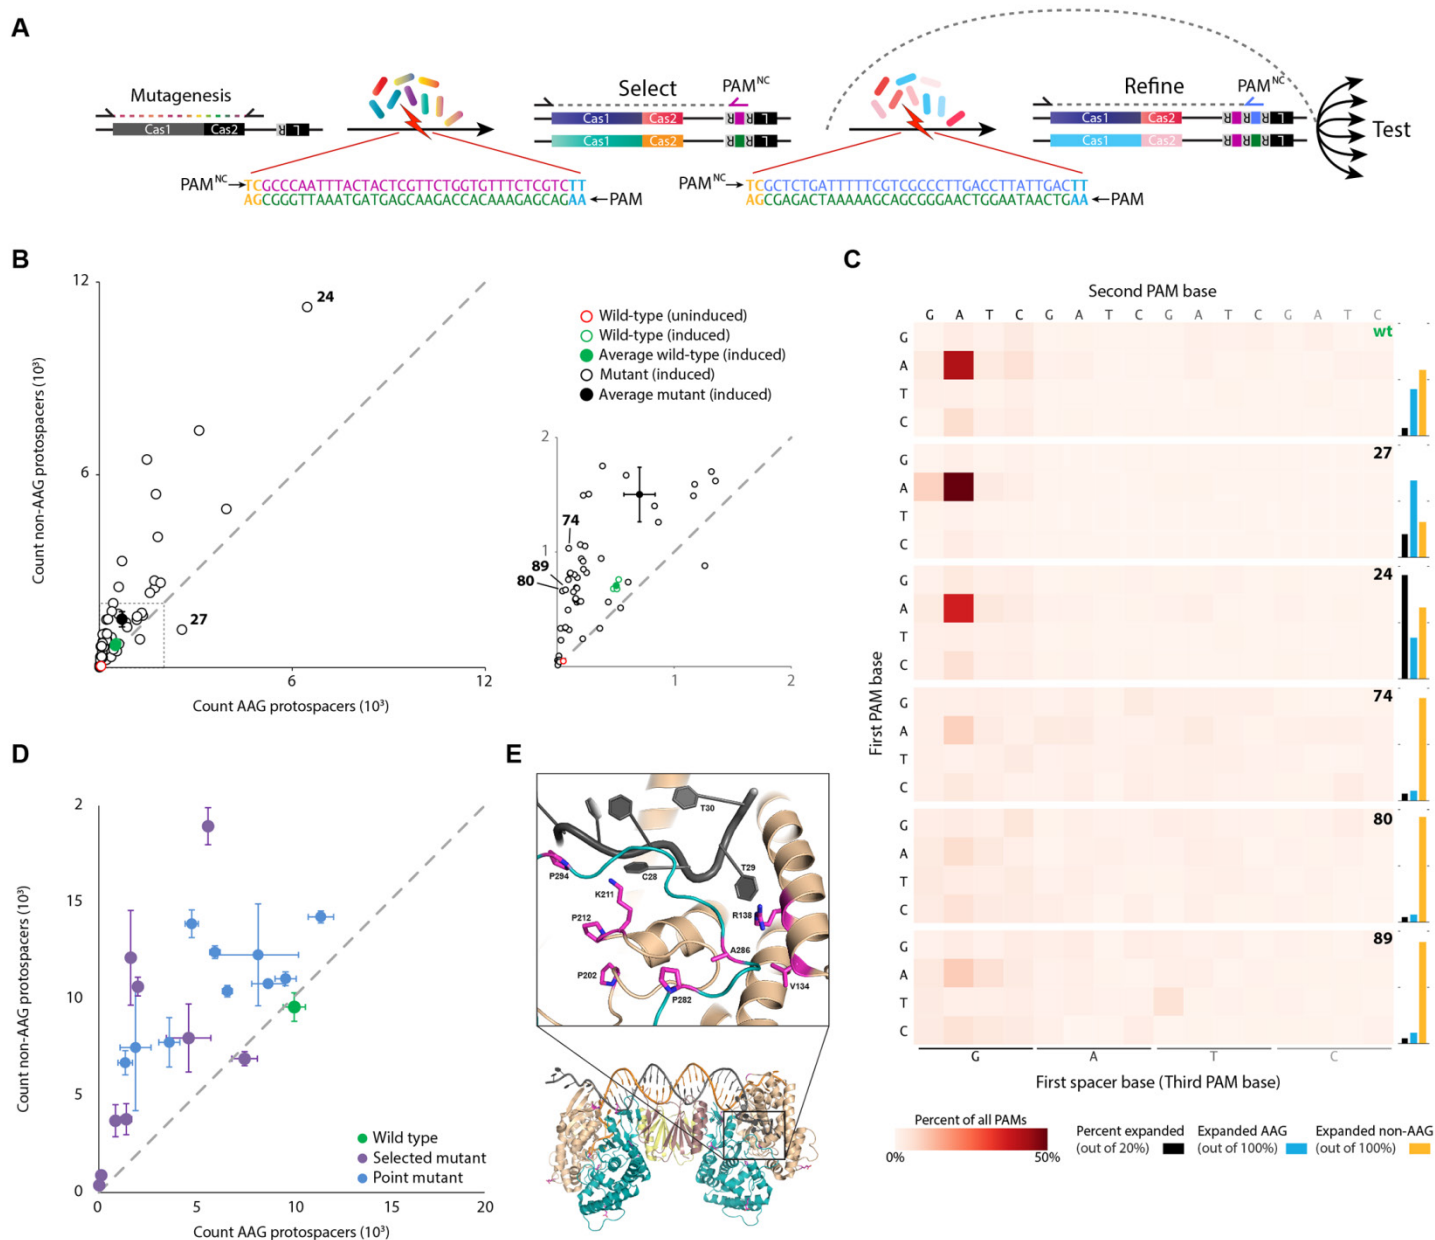 A
Mutagenesis
Select
PAM^NC
Refine
PAM^NC
Cas1 Cas2 R L
Cas1 Cas2 R R L
Cas1 Cas2 R R L
Cas1 Cas2 R R R L
Cas1 Cas2 R R R L
Test
PAM^NC TCGCCCAATTTACTACTCGTTCTGGTGTTTCTCGTCTT
AGCGGGTTAAATGATGAGCAAGACCACAAAGAGCAGAA PAM
PAM^NC TCGCTCTGATTTTTCGTCGCCCTTGACCTTATTGACTT
AGCGAGACTAAAAAGCAGCGGGAACTGGAATAACTGAA PAM
B
Count non-AAG protospacers (10³)
12
6
24
27
6 12
Count AAG protospacers (10³)
Wild-type (uninduced)
Wild-type (induced)
Average wild-type (induced)
Mutant (induced)
Average mutant (induced)
2
1
74
89
80
1 2
C
Second PAM base
G A T C G A T C G A T C G A T C
First PAM base
G
A
T
C
wt
G
A
T
C
27
G
A
T
C
24
G
A
T
C
74
G
A
T
C
80
G
A
T
C
89
G A T C
First spacer base (Third PAM base)
Percent of all PAMs
0% 50%
Percent expanded
(out of 20%)
Expanded AAG
(out of 100%)
Expanded non-AAG
(out of 100%)
D
Count non-AAG protospacers (10³)
2
15
10
5
0
0 5 10 15 20
Count AAG protospacers (10³)
Wild type
Selected mutant
Point mutant
E
T30
T29
C28
P294
K211
P212
R138
A286
P202
P282
V134